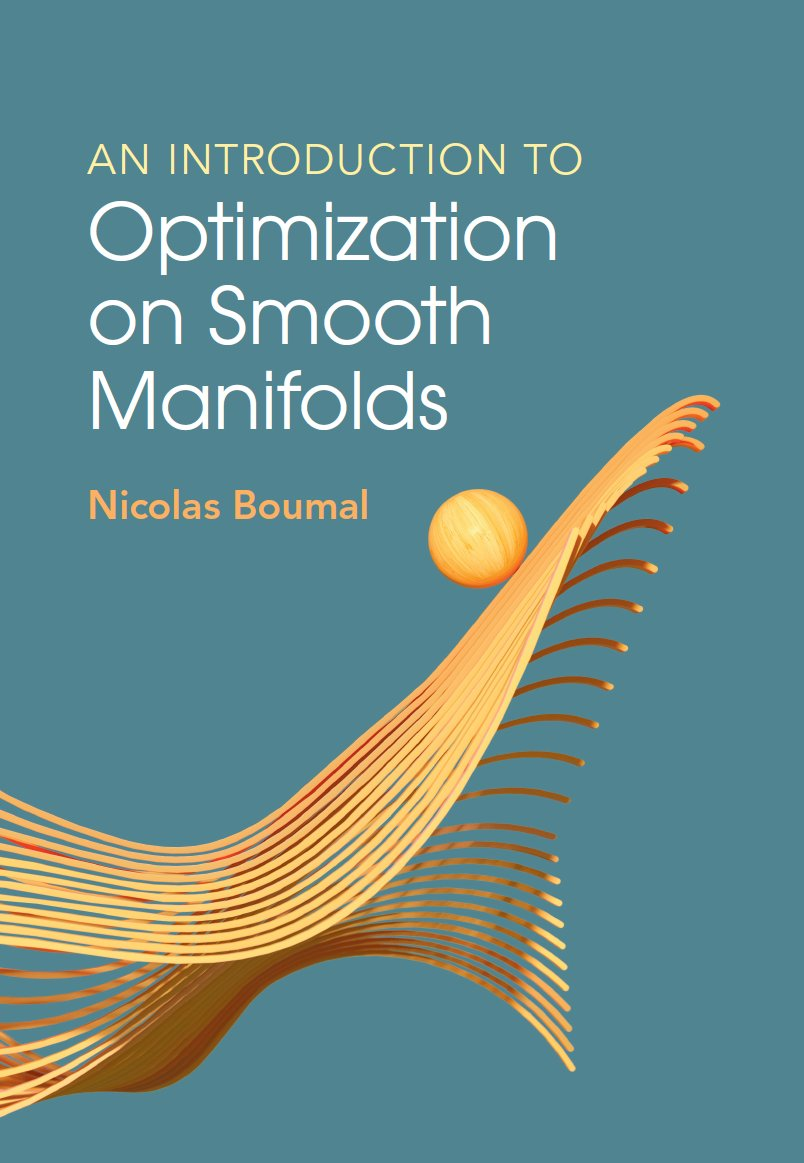 AN INTRODUCTION TO
Optimization
on Smooth
Manifolds
Nicolas Boumal